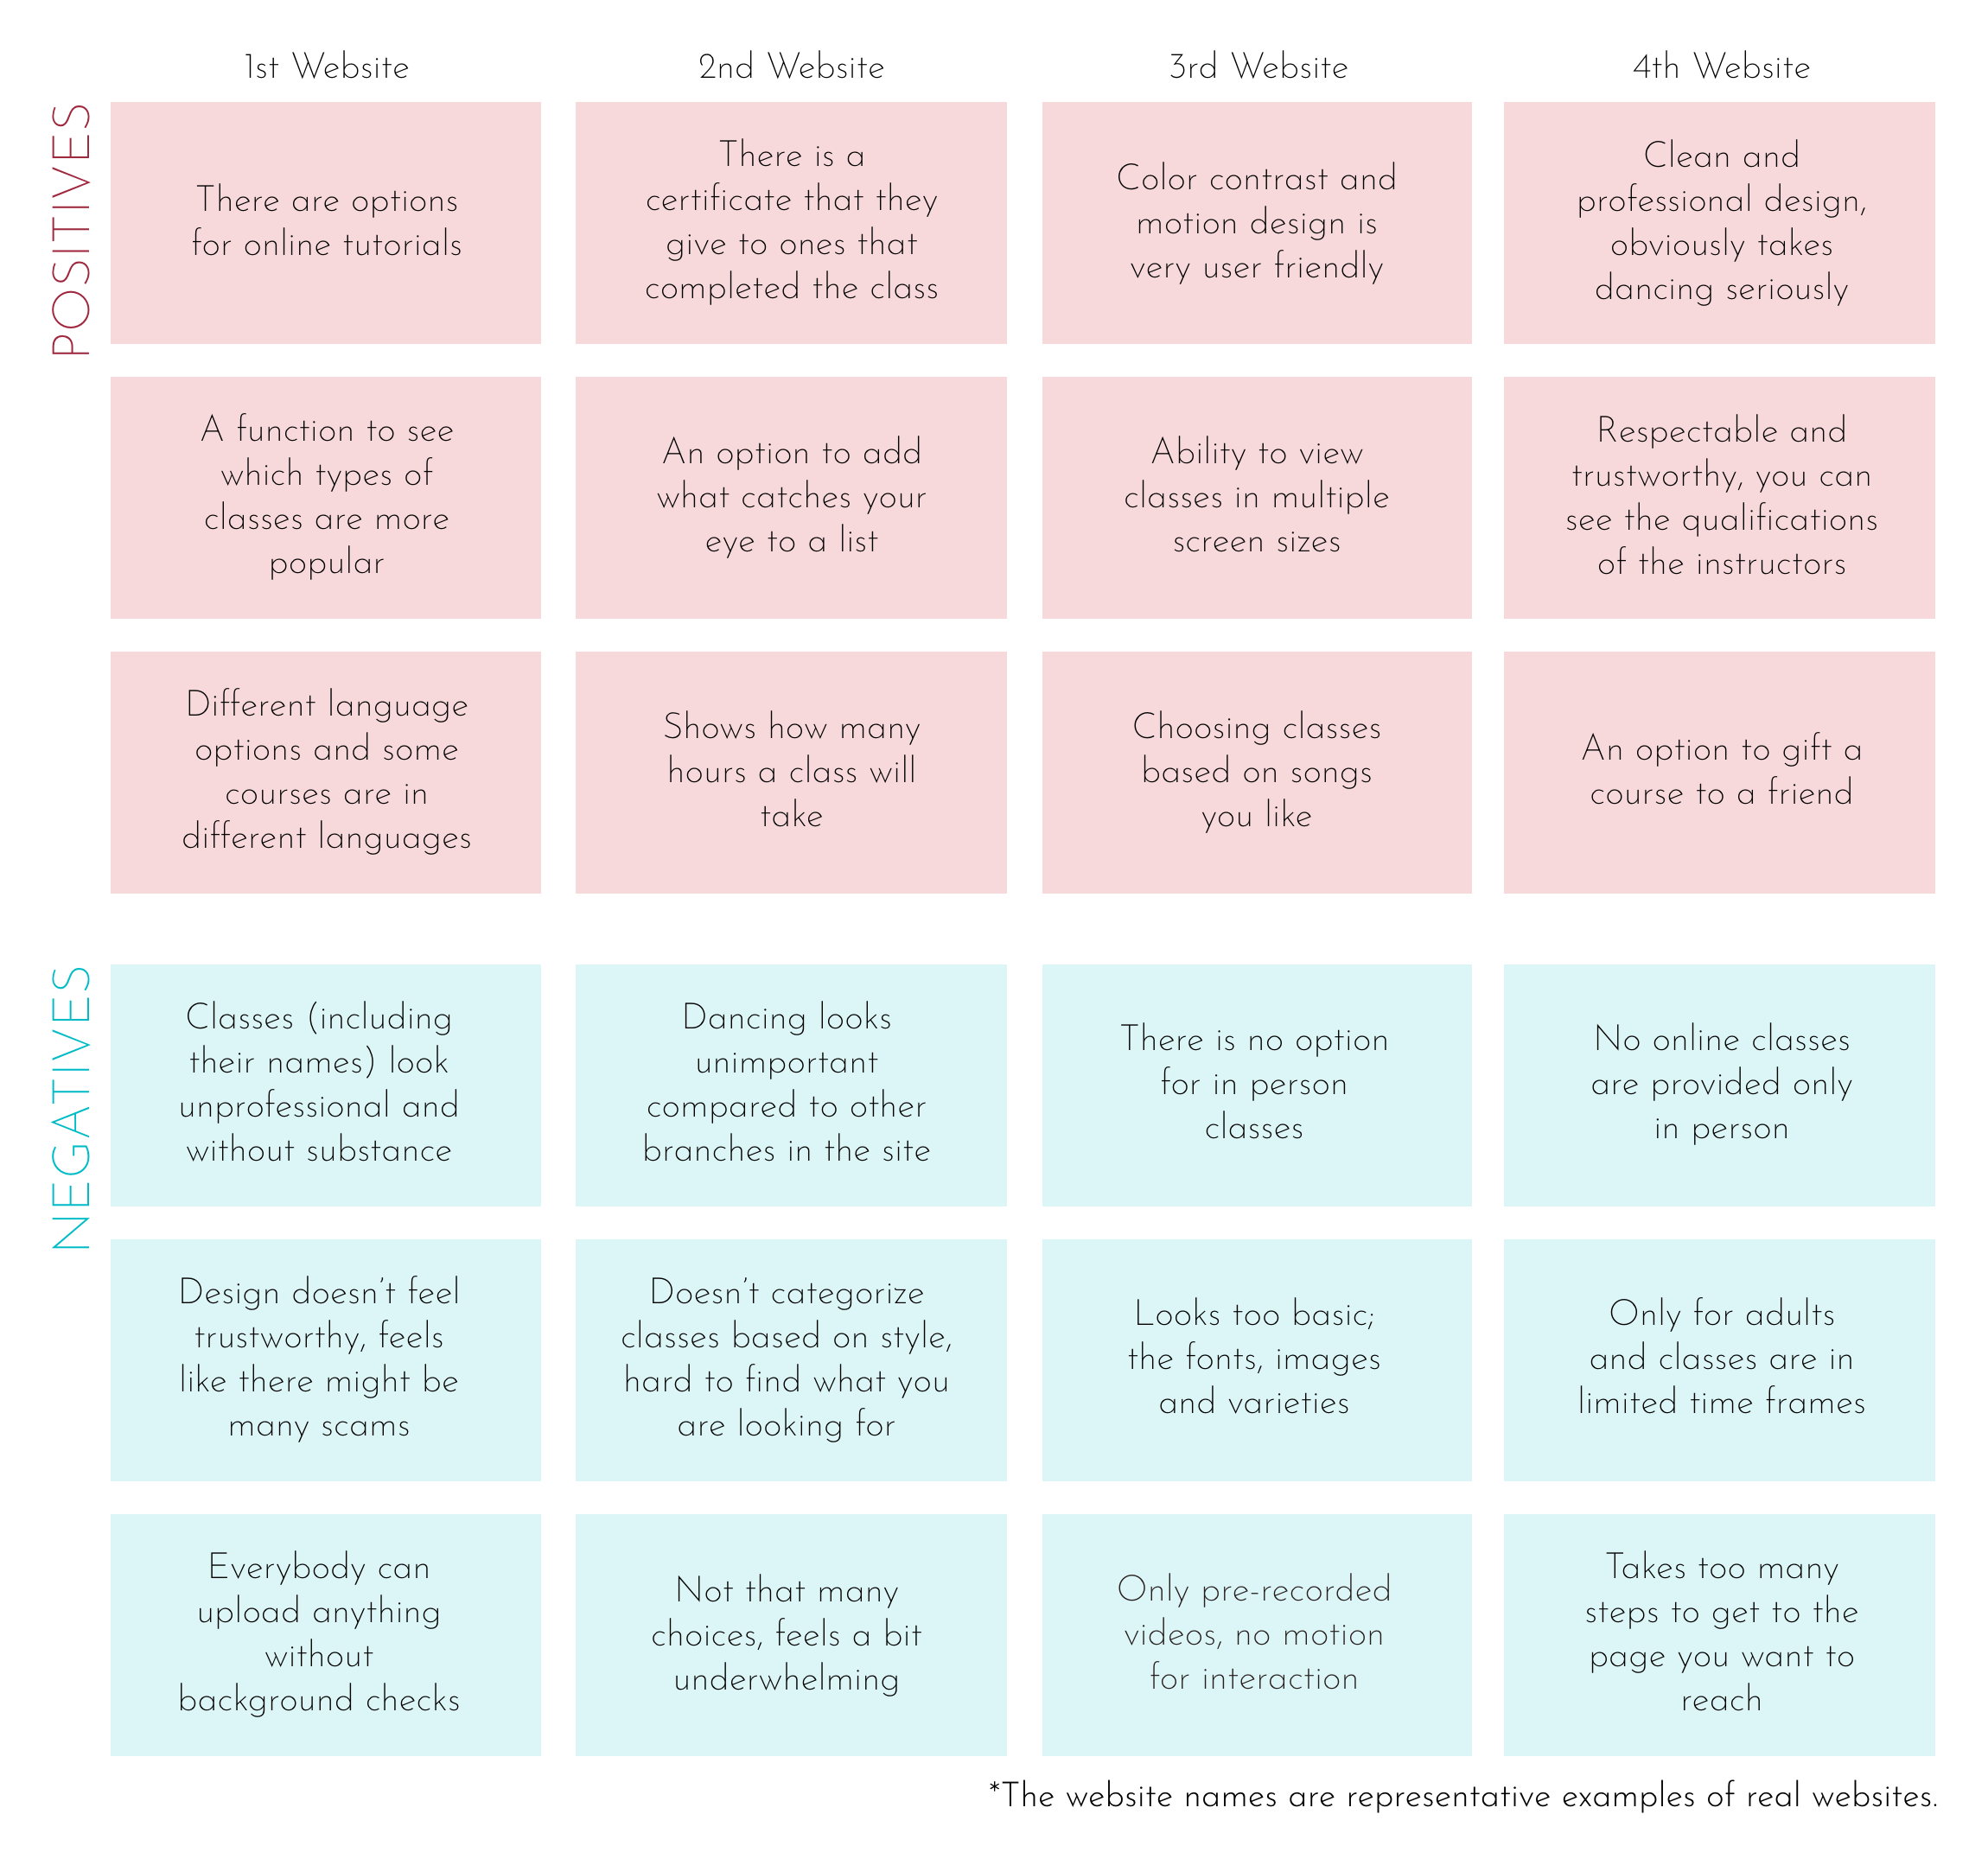 1st Website
2nd Website
3rd Website
4th Website
POSITIVES
There are options
for online tutorials
There is a
certificate that they
give to ones that
completed the class
Color contrast and
motion design is
very user friendly
Clean and
professional design,
obviously takes
dancing seriously
A function to see
which types of
classes are more
popular
An option to add
what catches your
eye to a list
Ability to view
classes in multiple
screen sizes
Respectable and
trustworthy, you can
see the qualifications
of the instructors
Different language
options and some
courses are in
different languages
Shows how many
hours a class will
take
Choosing classes
based on songs
you like
An option to gift a
course to a friend
NEGATIVES
Classes (including
their names) look
unprofessional and
without substance
Dancing looks
unimportant
compared to other
branches in the site
There is no option
for in person
classes
No online classes
are provided only
in person
Design doesn't feel
trustworthy, feels
like there might be
many scams
Doesn't categorize
classes based on style,
hard to find what you
are looking for
Looks too basic;
the fonts, images
and varieties
Only for adults
and classes are in
limited time frames
Everybody can
upload anything
without
background checks
Not that many
choices, feels a bit
underwhelming
Only pre-recorded
videos, no motion
for interaction
Takes too many
steps to get to the
page you want to
reach
*The website names are representative examples of real websites.